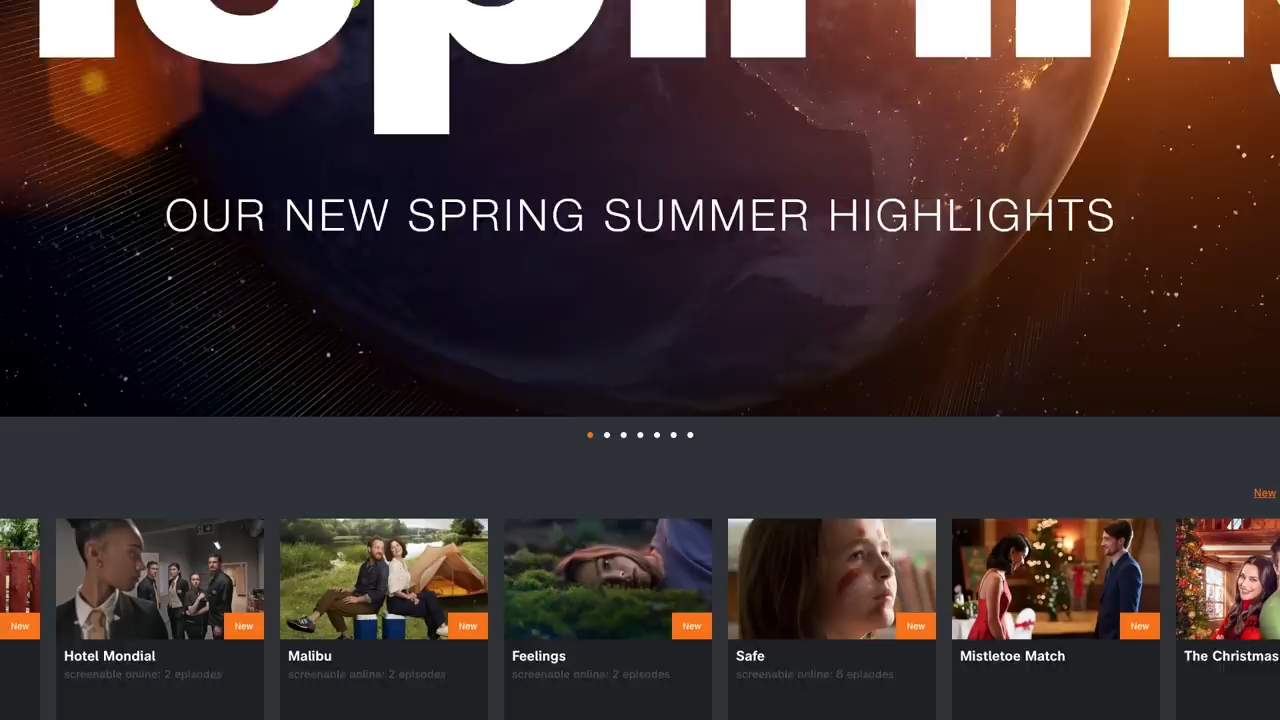 OUR NEW SPRING SUMMER HIGHLIGHTS
New
New
New
New
New
New
New
Hotel Mondial
Malibu
Feelings
Safe
Mistletoe Match
The Christmas
screenable online: 2 episodes
screenable online: 2 episodes
screenable online: 2 episodes
screenable online: 8 episodes